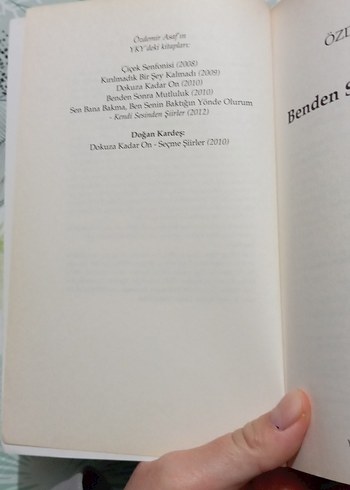 Özdemir Asaf'ın
YKY'deki kitapları:
Çiçek Senfonisi (2008)
Kırılmadık Bir Şey Kalmadı (2009)
Dokuza Kadar On (2010)
Benden Sonra Mutluluk (2010)
Sen Bana Bakma, Ben Senin Baktığın Yönde Olurum
- Kendi Sesinden Şiirler (2012)
Doğan Kardeş:
Dokuza Kadar On - Seçme Şiirler (2010)
ÖZD
Benden S